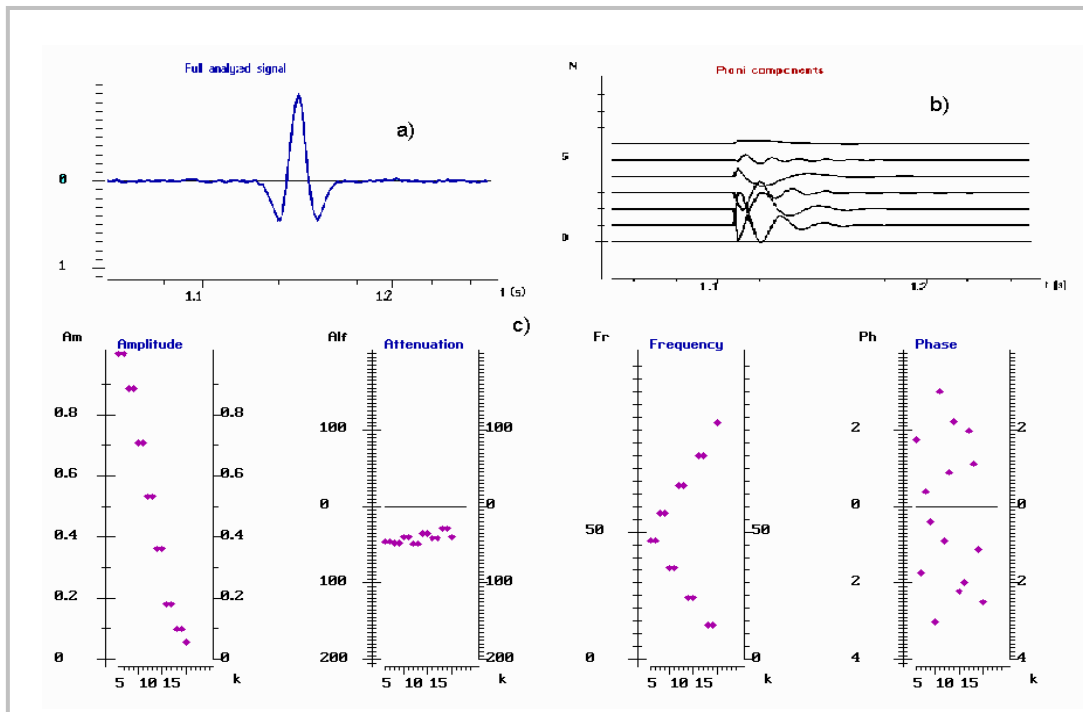 Full analyzed signal
a)
0
1
1.1
1.2
t (s)
N
Proni components
b)
5
0
1.1
1.2
t [s]
c)
Am
Amplitude
0.8
0.8
0.6
0.6
0.4
0.4
0.2
0.2
0
0
5 10 15 k
Alf
Attenuation
100
100
0
0
100
100
200
200
5 10 15 k
Fr
Frequency
50
50
0
0
5 10 15 k
Ph
Phase
2
2
0
0
2
2
4
4
5 10 15 k